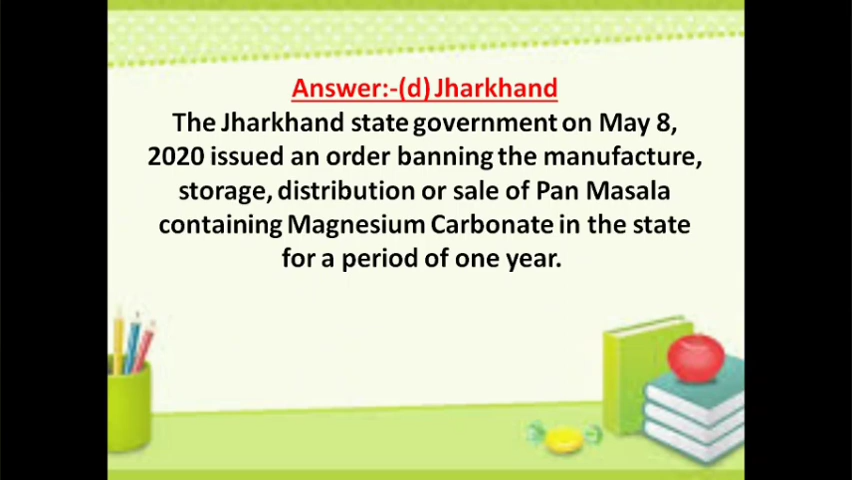 Answer:-(d) Jharkhand
The Jharkhand state government on May 8,
2020 issued an order banning the manufacture,
storage, distribution or sale of Pan Masala
containing Magnesium Carbonate in the state
for a period of one year.